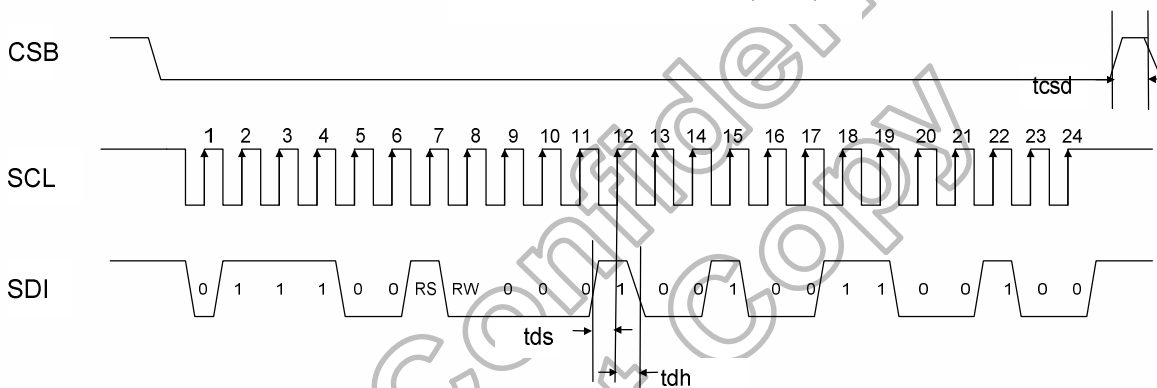 CSB
tcsd
1 2 3 4 5 6 7 8 9 10 11 12 13 14 15 16 17 18 19 20 21 22 23 24
SCL
SDI
0 1 1 1 0 0 RS RW 0 0 0 1 0 0 1 0 0 1 1 0 0 1 0 0
tds
tdh
Confiden
Copy